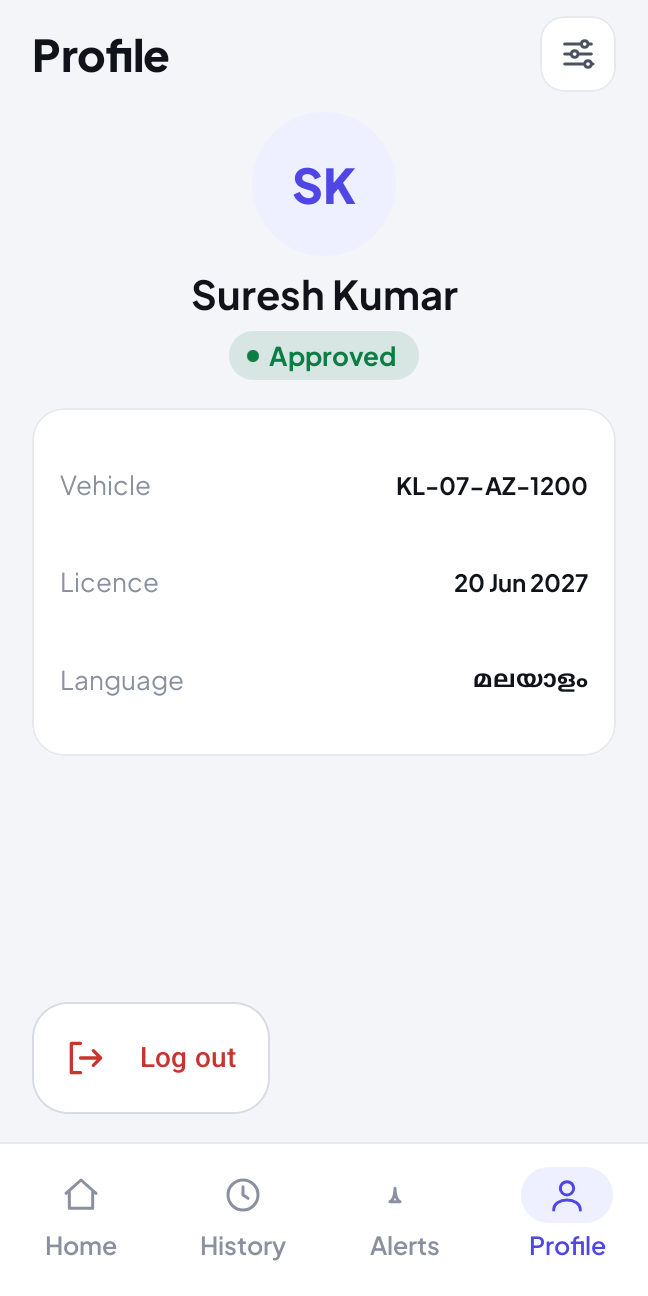 Profile
SK
Suresh Kumar
Approved
Vehicle KL-07-AZ-1200
Licence 20 Jun 2027
Language മലയാളം
Log out
Home History Alerts Profile